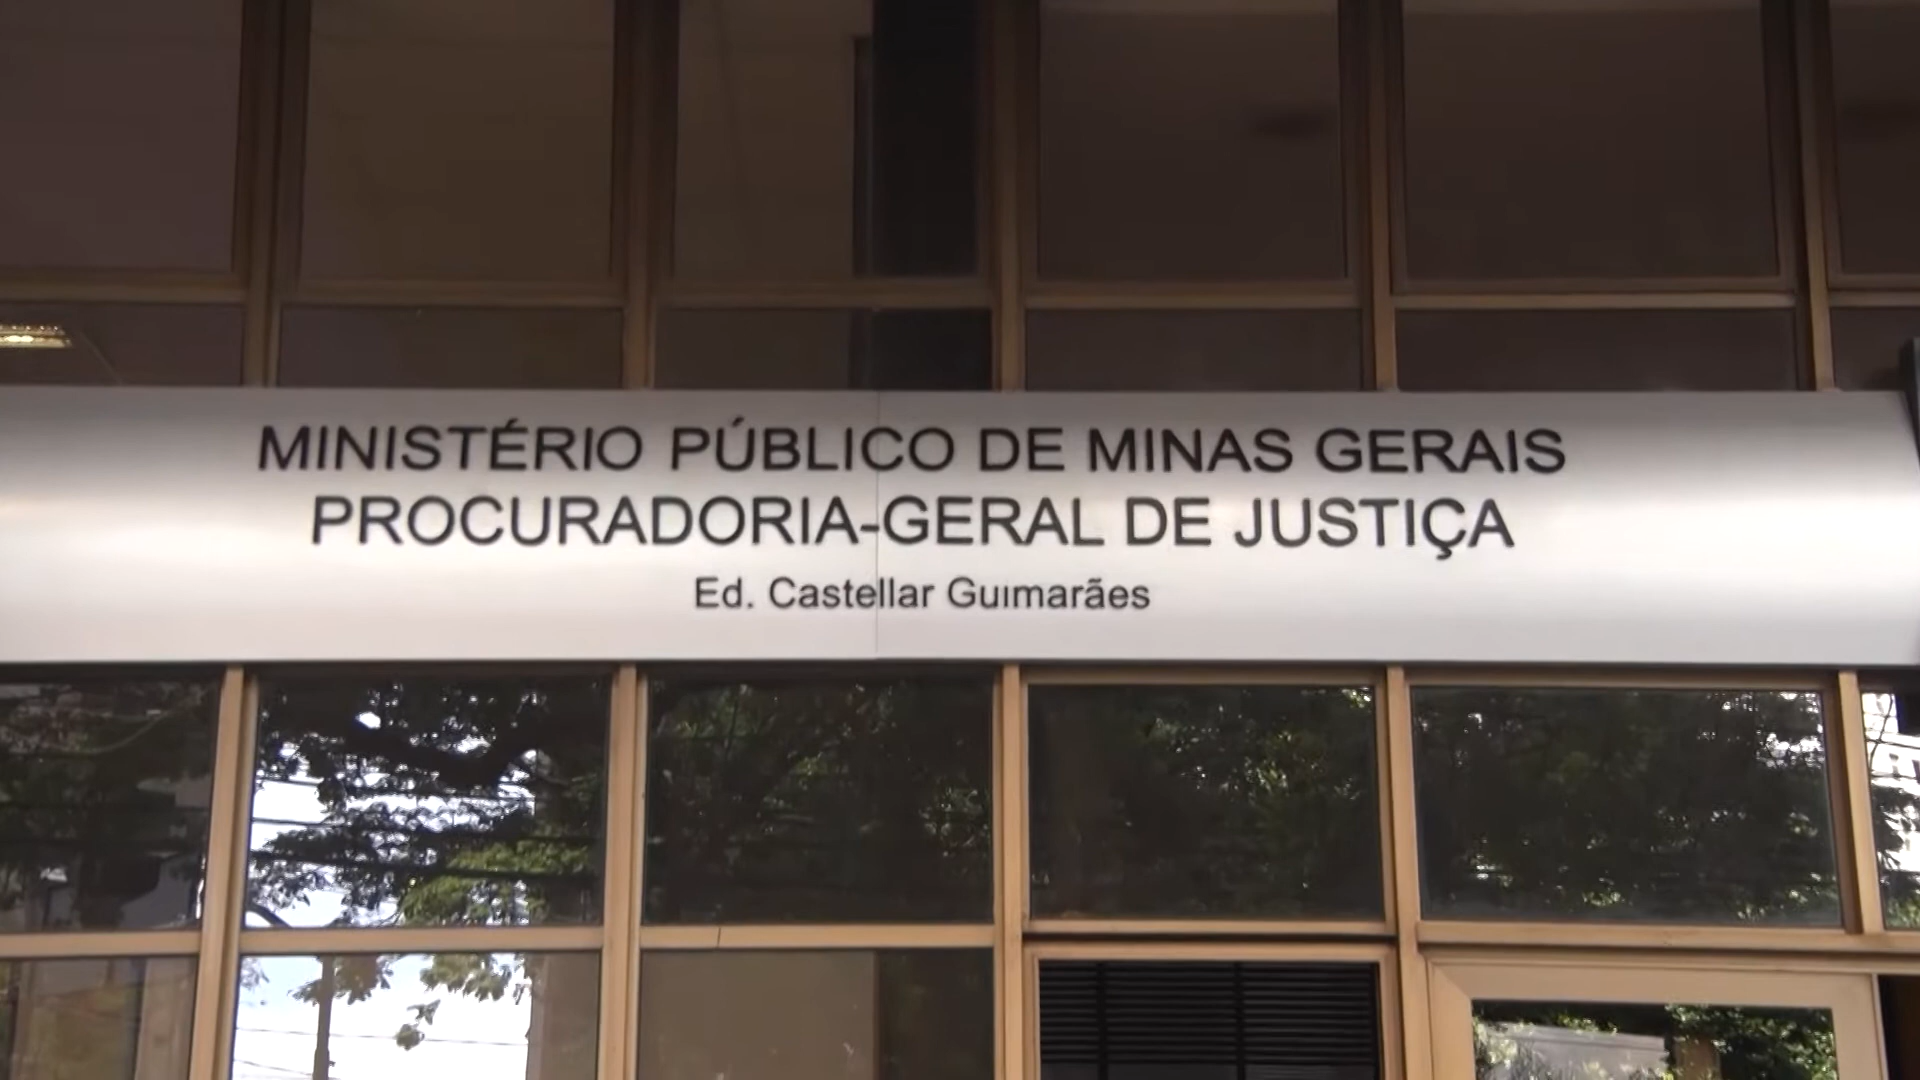 MINISTÉRIO PÚBLICO DE MINAS GERAIS
PROCURADORIA-GERAL DE JUSTIÇA
Ed. Castellar Guimarães